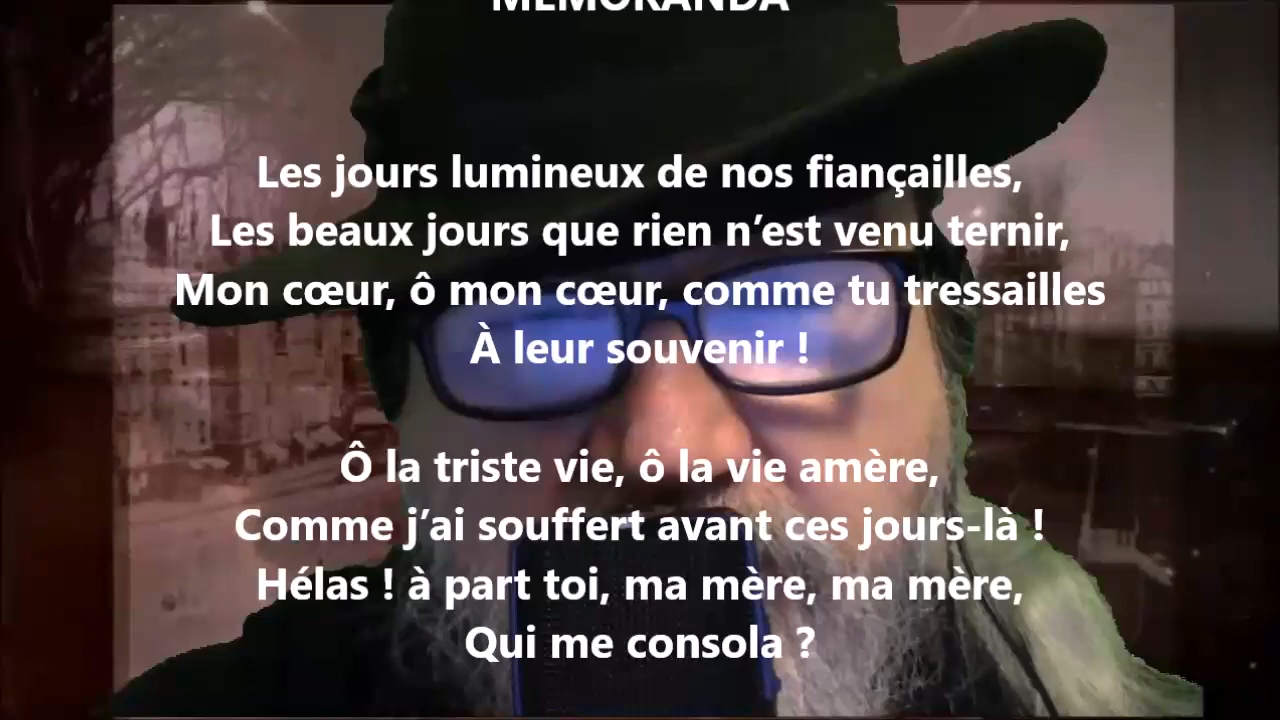 MEMORANDA
Les jours lumineux de nos fiançailles,
Les beaux jours que rien n’est venu ternir,
Mon cœur, ô mon cœur, comme tu tressailles
À leur souvenir !
Ô la triste vie, ô la vie amère,
Comme j’ai souffert avant ces jours-là !
Hélas ! à part toi, ma mère, ma mère,
Qui me consola ?